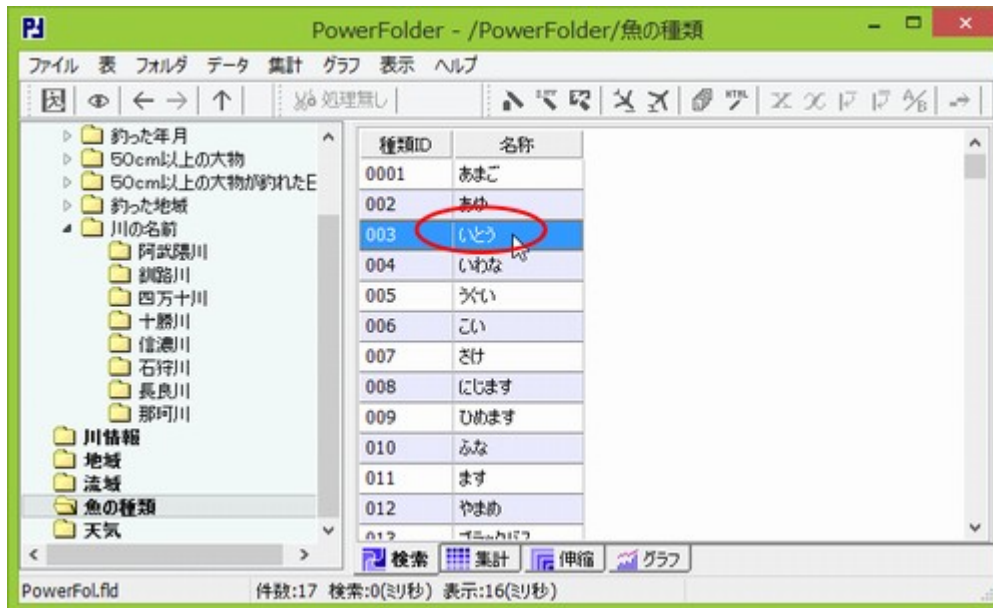 PowerFolder - /PowerFolder/魚の種類
ファイル 表 フォルダ データ 集計 グラフ 表示 ヘルプ
処理無し
釣った年月
50cm以上の大物
50cm以上の大物が釣れたE
釣った地域
川の名前
阿武隈川
釧路川
四万十川
十勝川
信濃川
石狩川
長良川
那珂川
川情報
地域
流域
魚の種類
天気
種類ID 名称
0001 あまご
002 あゆ
003 いとう
004 いわな
005 うぐい
006 こい
007 さけ
008 にじます
009 ひめます
010 ふな
011 ます
012 やまめ
013 ブラックバス
検索 集計 伸縮 グラフ
PowerFol.fld 件数:17 検索:0(ミリ秒) 表示:16(ミリ秒)